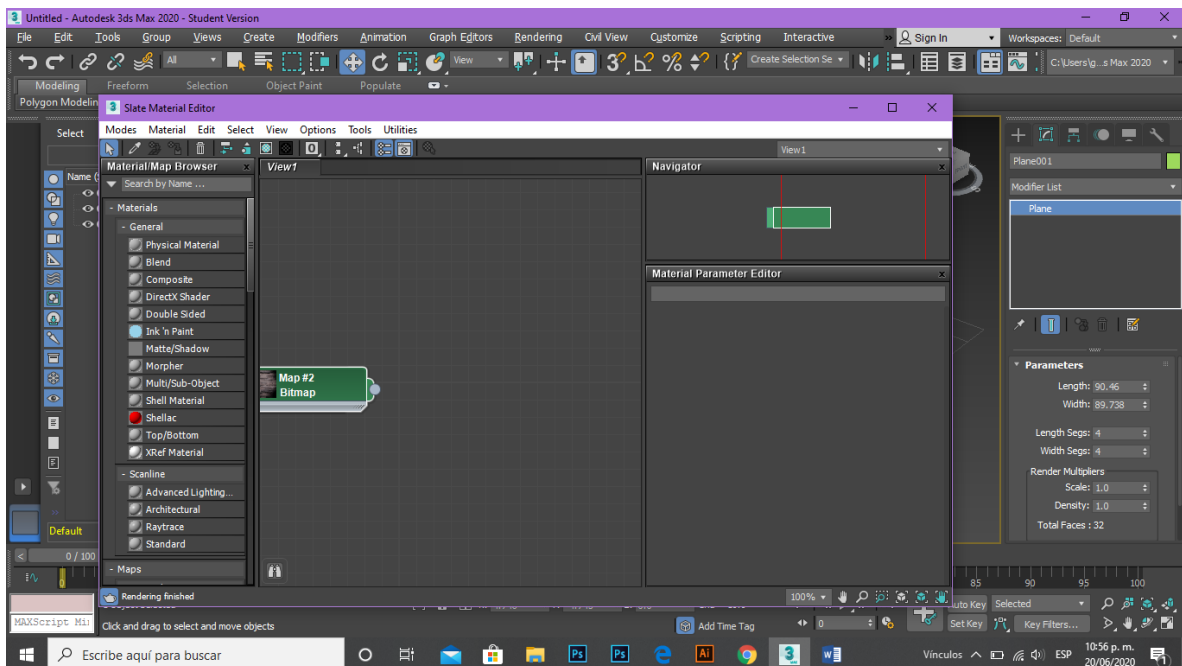 Untitled - Autodesk 3ds Max 2020 - Student Version
File Edit Tools Group Views Create Modifiers Animation Graph Editors Rendering Civil View Customize Scripting Interactive » Sign In Workspaces: Default
All View Create Selection Se C:\Users\g...s Max 2020
Modeling Freeform Selection Object Paint Populate
Polygon Modelin
Slate Material Editor
Modes Material Edit Select View Options Tools Utilities
Select
View1
Material/Map Browser x View1 Navigator x
Search by Name ...
Name (
- Materials
- General
Physical Material
Blend
Composite
DirectX Shader
Double Sided
Ink 'n Paint
Matte/Shadow
Morpher
Multi/Sub-Object
Shell Material
Shellac
Top/Bottom
XRef Material
- Scanline
Advanced Lighting...
Architectural
Raytrace
Standard
- Maps
Map #2
Bitmap
Material Parameter Editor x
Plane001
Modifier List
Plane
Parameters
Length: 90.46
Width: 89.738
Length Segs: 4
Width Segs: 4
Render Multipliers
Scale: 1.0
Density: 1.0
Total Faces : 32
Default
< 0 / 100
85 90 95 100
Rendering finished 100%
Auto Key Selected
MAXScript Mi Click and drag to select and move objects Add Time Tag 0 Set Key Key Filters...
Escribe aquí para buscar
Vínculos ESP
10:56 p. m.
20/06/2020